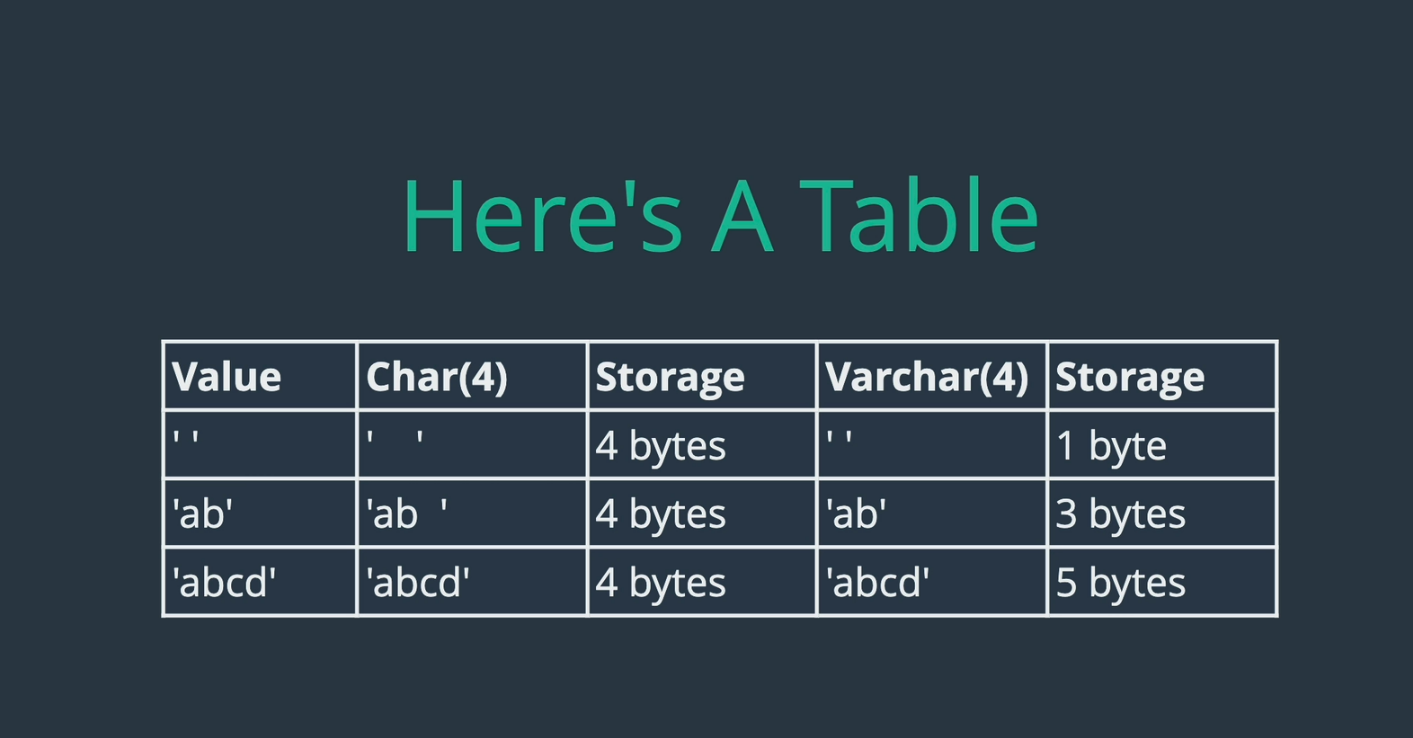 Here's A Table
Value Char(4) Storage Varchar(4) Storage
' ' '    ' 4 bytes ' ' 1 byte
'ab' 'ab  ' 4 bytes 'ab' 3 bytes
'abcd' 'abcd' 4 bytes 'abcd' 5 bytes